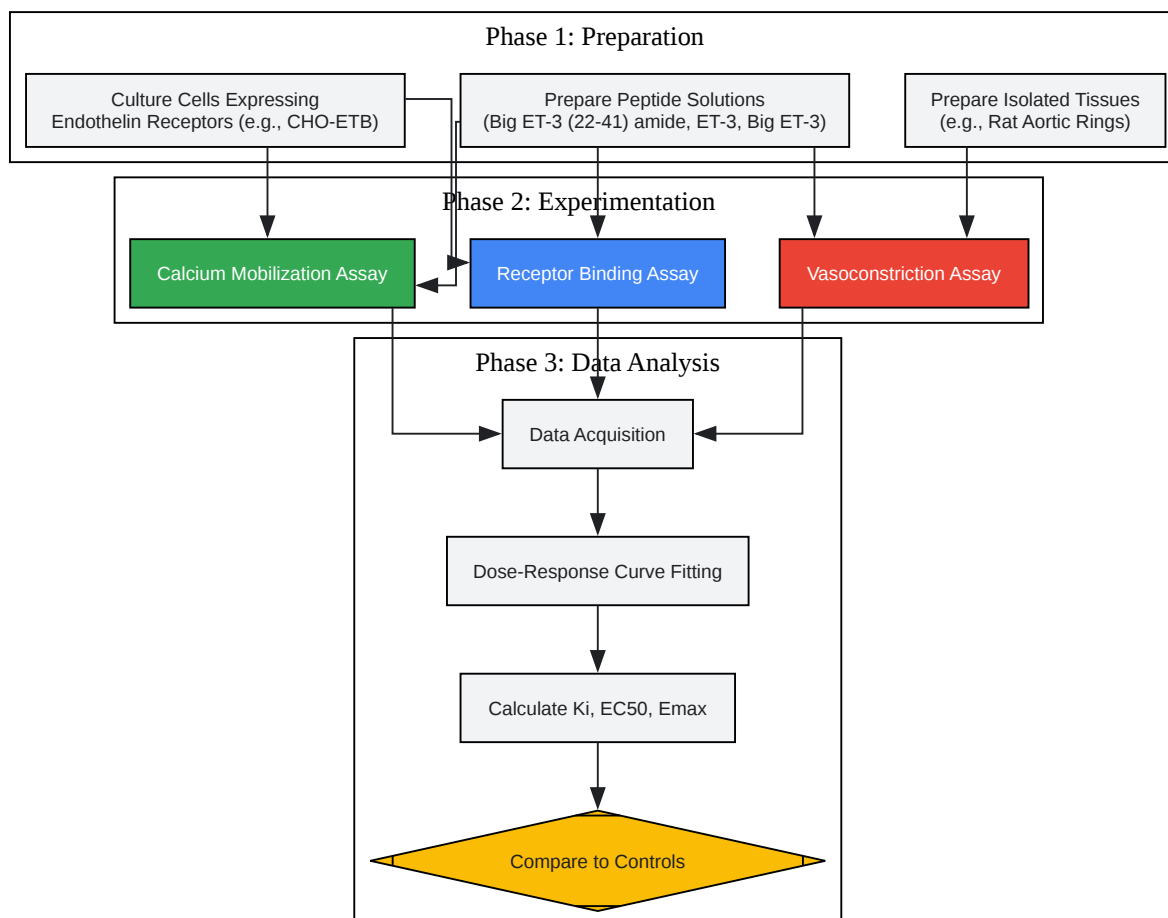 Phase 1: Preparation
Culture Cells Expressing
Endothelin Receptors (e.g., CHO-ETB)
Prepare Peptide Solutions
(Big ET-3 (22-41) amide, ET-3, Big ET-3)
Prepare Isolated Tissues
(e.g., Rat Aortic Rings)
Phase 2: Experimentation
Calcium Mobilization Assay
Receptor Binding Assay
Vasoconstriction Assay
Phase 3: Data Analysis
Data Acquisition
Dose-Response Curve Fitting
Calculate Ki, EC50, Emax
Compare to Controls